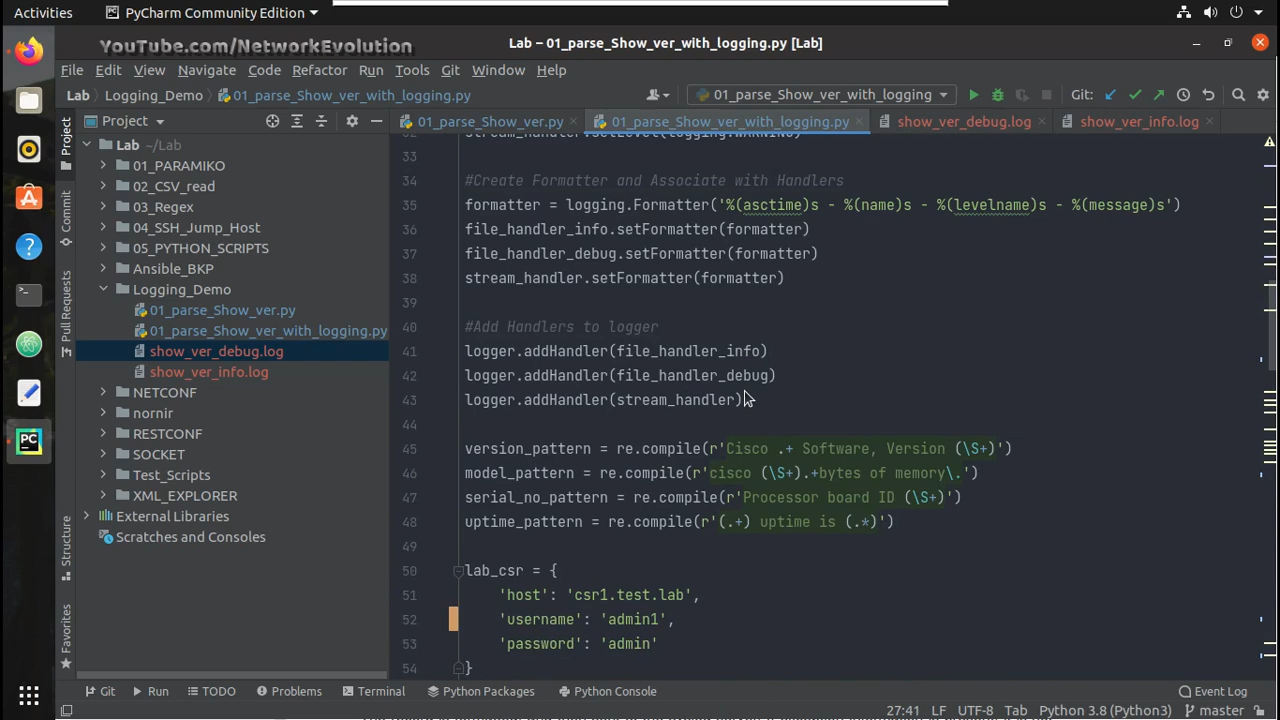 Activities PyCharm Community Edition
YouTube.com/NetworkEvolution
Lab – 01_parse_Show_ver_with_logging.py [Lab]
File Edit View Navigate Code Refactor Run Tools Git Window Help
Lab Logging_Demo 01_parse_Show_ver_with_logging.py 01_parse_Show_ver_with_logging Git:
Project 01_parse_Show_ver.py 01_parse_Show_ver_with_logging.py show_ver_debug.log show_ver_info.log
Project
Commit
Pull Requests
Structure
Favorites
Lab ~/Lab
01_PARAMIKO
02_CSV_read
03_Regex
04_SSH_Jump_Host
05_PYTHON_SCRIPTS
Ansible_BKP
Logging_Demo
01_parse_Show_ver.py
01_parse_Show_ver_with_logging.py
show_ver_debug.log
show_ver_info.log
NETCONF
nornir
RESTCONF
SOCKET
Test_Scripts
XML_EXPLORER
External Libraries
Scratches and Consoles
32 stream_handler.setLevel(logging.WARNING)
33
34 #Create Formatter and Associate with Handlers
35 formatter = logging.Formatter('%(asctime)s - %(name)s - %(levelname)s - %(message)s')
36 file_handler_info.setFormatter(formatter)
37 file_handler_debug.setFormatter(formatter)
38 stream_handler.setFormatter(formatter)
39
40 #Add Handlers to logger
41 logger.addHandler(file_handler_info)
42 logger.addHandler(file_handler_debug)
43 logger.addHandler(stream_handler)
44
45 version_pattern = re.compile(r'Cisco .+ Software, Version (\S+)')
46 model_pattern = re.compile(r'cisco (\S+).+bytes of memory\.')
47 serial_no_pattern = re.compile(r'Processor board ID (\S+)')
48 uptime_pattern = re.compile(r'(.+) uptime is (.*)')
49
50 lab_csr = {
51 'host': 'csr1.test.lab',
52 'username': 'admin1',
53 'password': 'admin'
54 }
Git Run TODO Problems Terminal Python Packages Python Console Event Log
27:41 LF UTF-8 Tab Python 3.8 (Python3) master